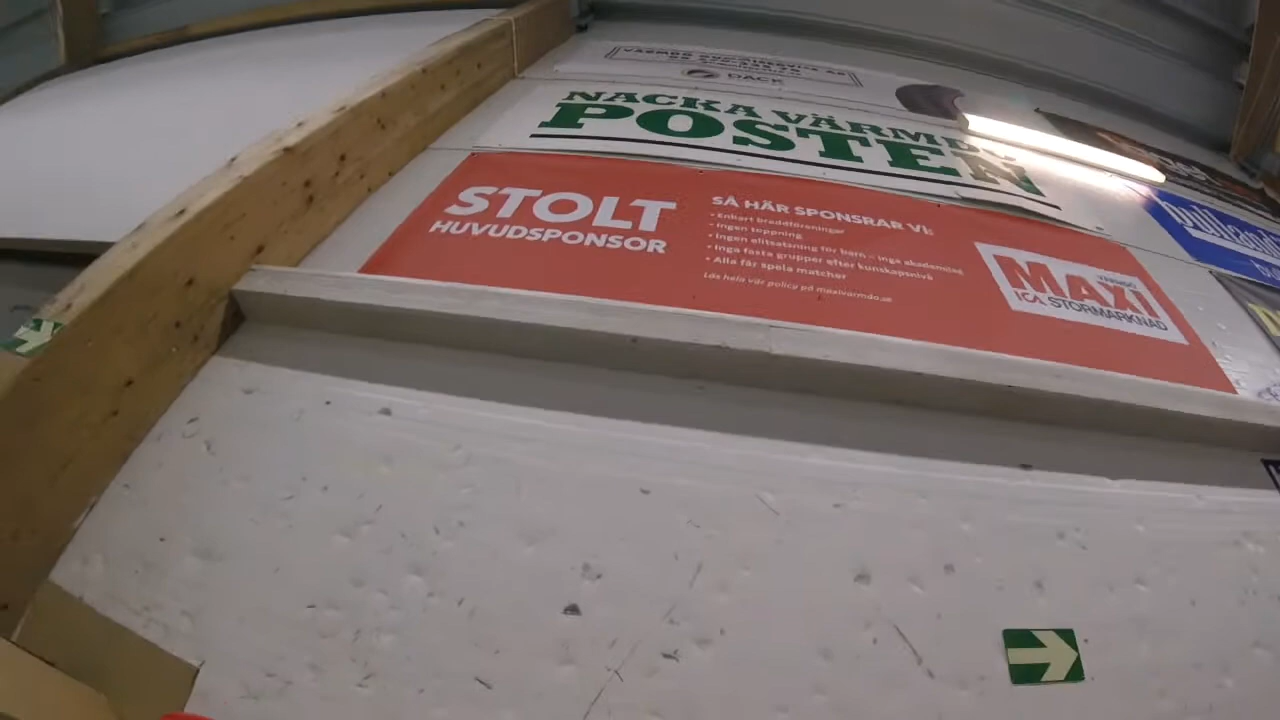 DÄCK
NACKA VÄRMDÖ
POSTEN
STOLT
HUVUDSPONSOR
SÅ HÄR SPONSRAR VI:
• Enbart breddföreningar
• Ingen toppning
• Ingen elitsatsning för barn – inga akademilag
• Inga fasta grupper efter kunskapsnivå
• Alla får spela matcher
Läs hela vår policy på maxivarmdo.se
VÄRMDÖ
MAXI
ICA STORMARKNAD